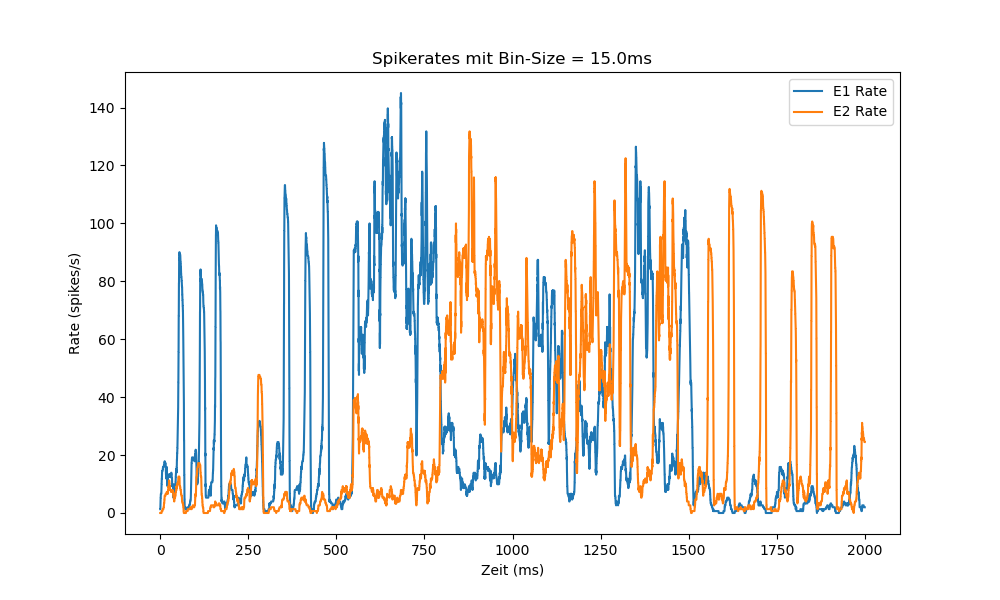 Spikerates mit Bin-Size = 15.0ms
E1 Rate
E2 Rate
Rate (spikes/s)
140
120
100
80
60
40
20
0
0 250 500 750 1000 1250 1500 1750 2000
Zeit (ms)